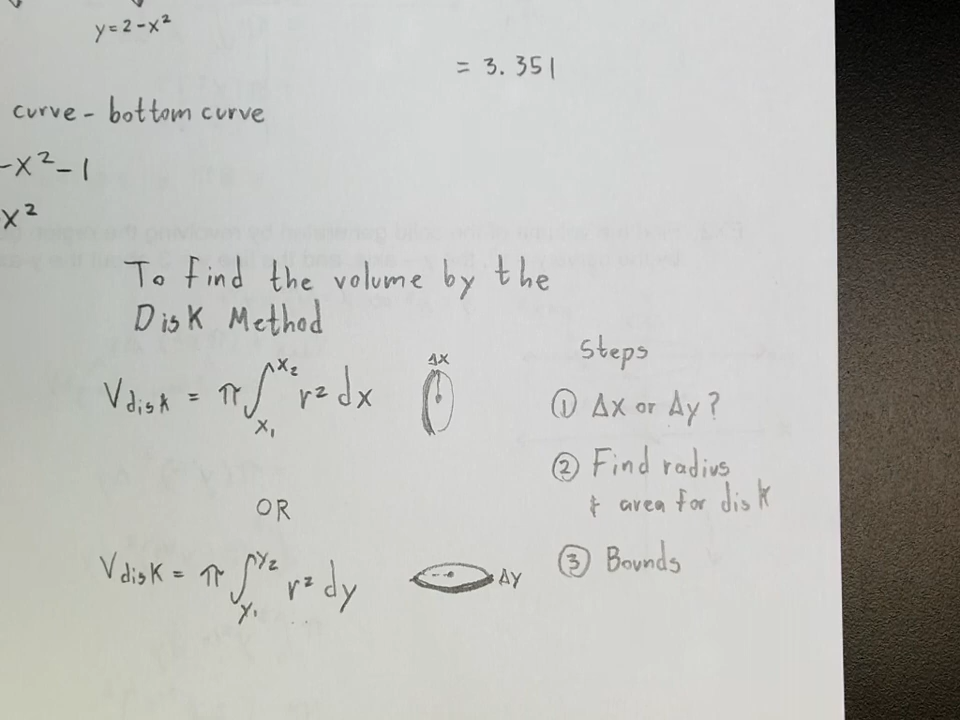 y=2-x²
= 3.351
curve - bottom curve
-x²-1
x²
To find the volume by the
Disk Method
V disk = π ∫ x₁ x₂ r² dx
Δx
OR
V disk = π ∫ y₁ y₂ r² dy
Δy
Steps
① Δx or Δy?
② Find radius
& area for disk
③ Bounds